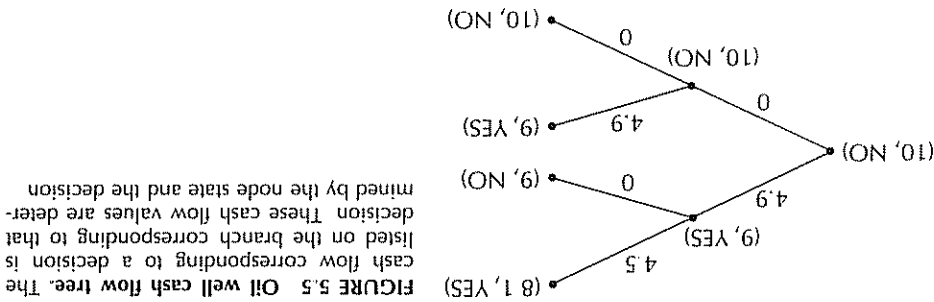 (8 1, YES)
4.5
(9, YES)
4.9
0
(9, NO)
(10, NO)
4.9
(9, YES)
0
(10, NO)
0
(10, NO)
FIGURE 5.5 Oil well cash flow tree. The
cash flow corresponding to a decision is
listed on the branch corresponding to that
decision These cash flow values are deter-
mined by the node state and the decision